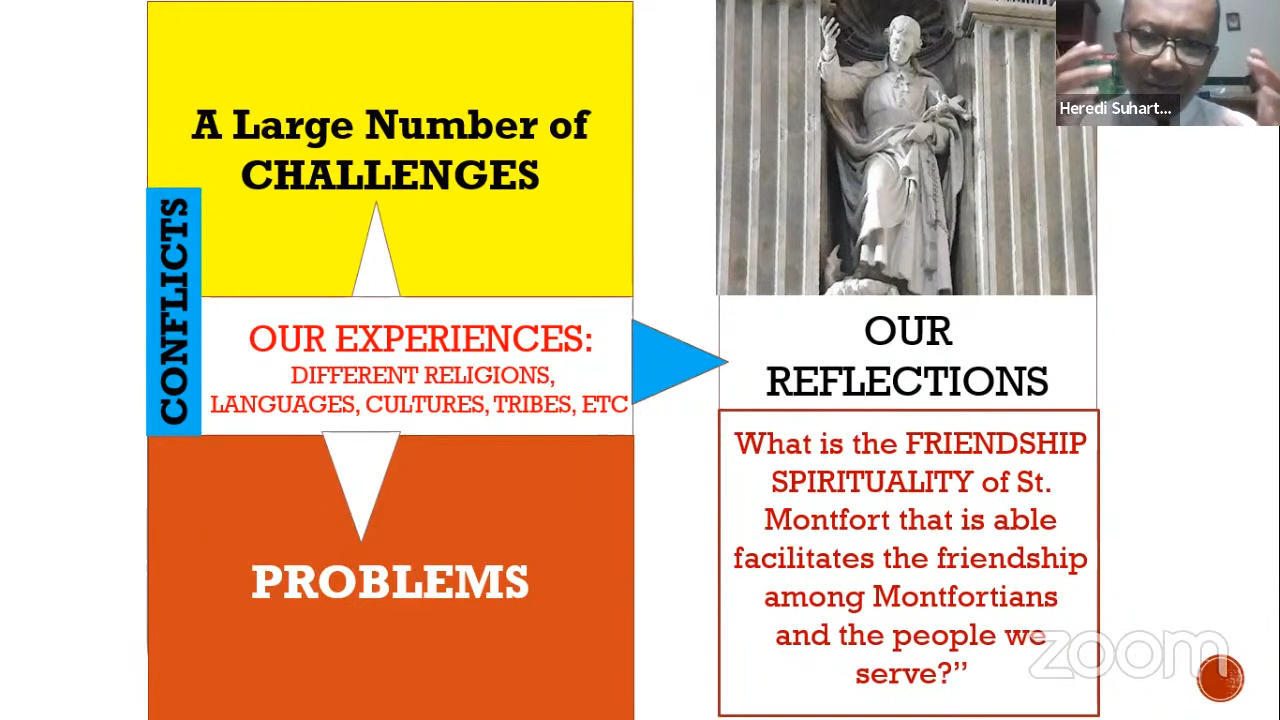 A Large Number of
CHALLENGES
CONFLICTS
OUR EXPERIENCES:
DIFFERENT RELIGIONS,
LANGUAGES, CULTURES, TRIBES, ETC
PROBLEMS
Heredi Suhart...
OUR
REFLECTIONS
What is the FRIENDSHIP
SPIRITUALITY of St.
Montfort that is able
facilitates the friendship
among Montfortians
and the people we
serve?”
zoom